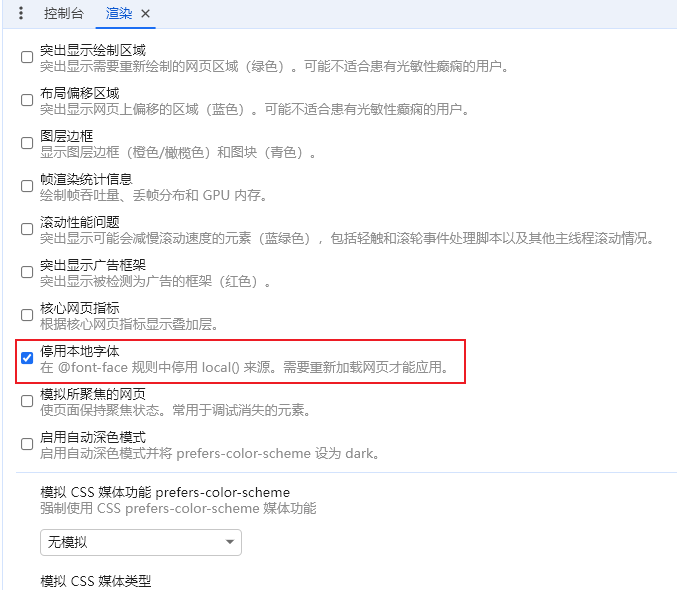 控制台 渲染
突出显示绘制区域
突出显示需要重新绘制的网页区域（绿色）。可能不适合患有光敏性癫痫的用户。
布局偏移区域
突出显示网页上偏移的区域（蓝色）。可能不适合患有光敏性癫痫的用户。
图层边框
显示图层边框（橙色/橄榄色）和图块（青色）。
帧渲染统计信息
绘制帧吞吐量、丢帧分布和 GPU 内存。
滚动性能问题
突出显示可能会减慢滚动速度的元素（蓝绿色），包括轻触和滚轮事件处理脚本以及其他主线程滚动情况。
突出显示广告框架
突出显示被检测为广告的框架（红色）。
核心网页指标
根据核心网页指标显示叠加层。
停用本地字体
在 @font-face 规则中停用 local() 来源。需要重新加载网页才能应用。
模拟所聚焦的网页
使页面保持聚焦状态。常用于调试消失的元素。
启用自动深色模式
启用自动深色模式并将 prefers-color-scheme 设为 dark。
模拟 CSS 媒体功能 prefers-color-scheme
强制使用 CSS prefers-color-scheme 媒体功能
无模拟
模拟 CSS 媒体类型